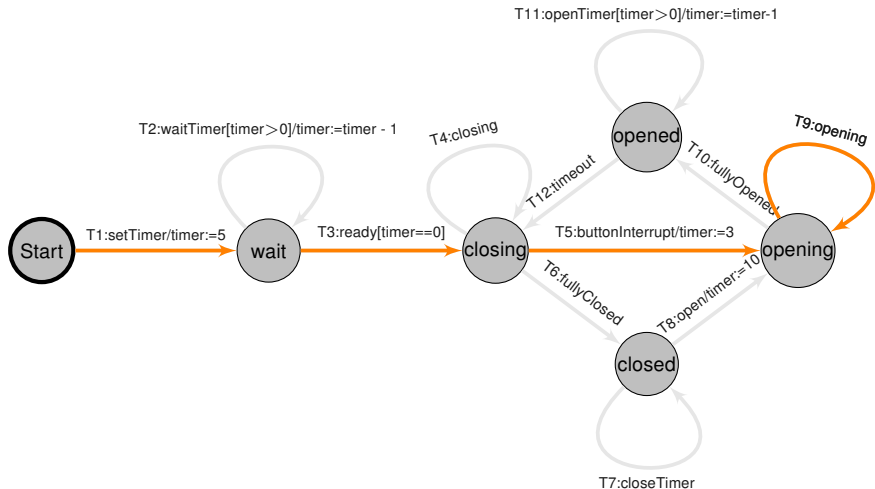 T11:openTimer[timer>0]/timer:=timer-1
T2:waitTimer[timer>0]/timer:=timer - 1
T4:closing
opened
T9:opening
T12:timeout
T10:fullyOpened
Start
T1:setTimer/timer:=5
wait
T3:ready[timer==0]
closing
T5:buttonInterrupt/timer:=3
opening
T6:fullyClosed
T8:open/timer:=10
closed
T7:closeTimer